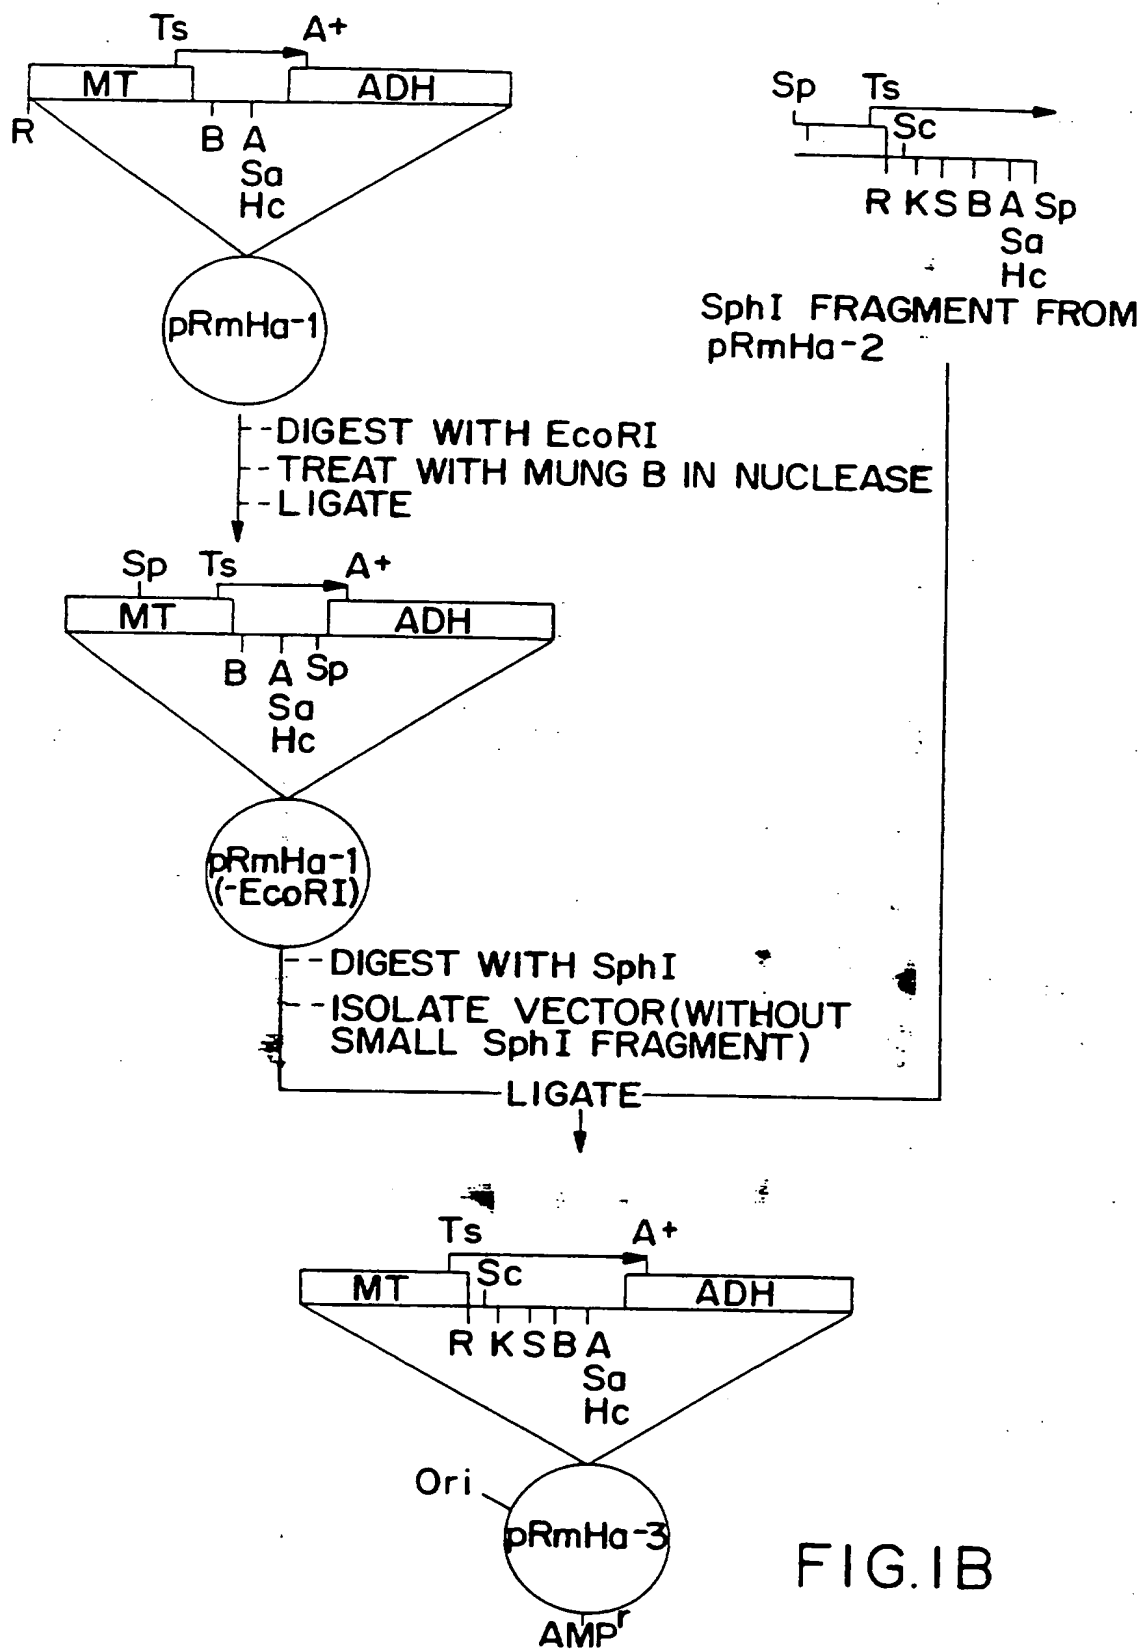 Ts A+
MT ADH
R B A
Sa
Hc
pRmHa-1
Sp Ts
Sc
R K S B A Sp
Sa
Hc
SphI FRAGMENT FROM
pRmHa-2
DIGEST WITH EcoRI
TREAT WITH MUNG B IN NUCLEASE
LIGATE
Sp Ts A+
MT ADH
B A Sp
Sa
Hc
pRmHa-1
(-EcoRI)
DIGEST WITH SphI
ISOLATE VECTOR(WITHOUT
SMALL SphI FRAGMENT)
LIGATE
Ts A+
Sc
MT ADH
R K S B A
Sa
Hc
Ori
pRmHa-3
AMPr
FIG.1B